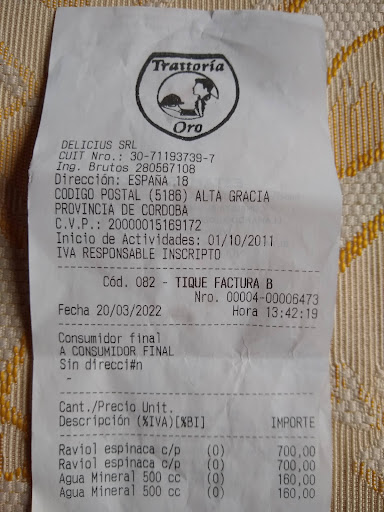 Trattoría
Oro
DELICIUS SRL
CUIT Nro.: 30-71193739-7
Ing. Brutos 280567108
Dirección: ESPAÑA 18
CODIGO POSTAL (5186) ALTA GRACIA
PROVINCIA DE CORDOBA
C.V.P.: 20000015169172
Inicio de Actividades: 01/10/2011
IVA RESPONSABLE INSCRIPTO
Cód. 082 - TIQUE FACTURA B
Nro. 00004-00006473
Fecha 20/03/2022 Hora 13:42:19
Consumidor final
A CONSUMIDOR FINAL
Sin direcci#n
-
Cant./Precio Unit.
Descripción (%IVA)[%BI] IMPORTE
Raviol espinaca c/p (0) 700,00
Raviol espinaca c/p (0) 700,00
Agua Mineral 500 cc (0) 160,00
Agua Mineral 500 cc (0) 160,00